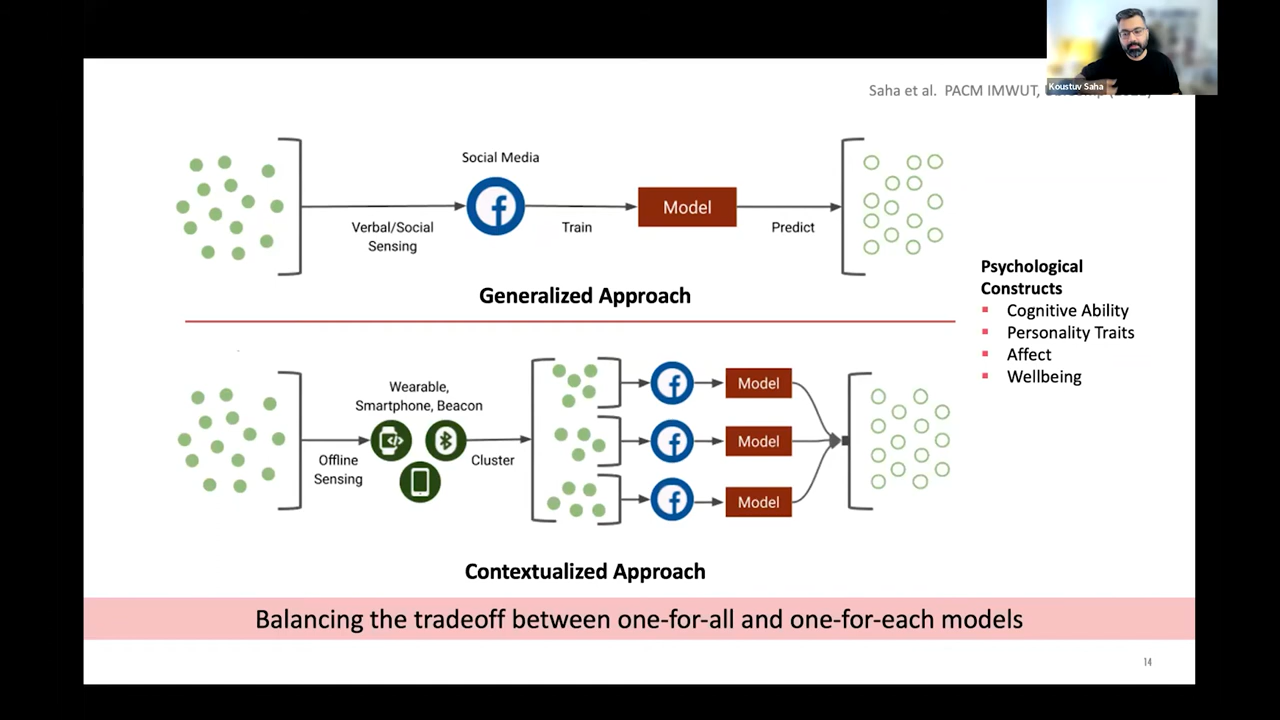 Koustuv Saha
Saha et al. PACM IMWUT,
Social Media
Verbal/Social
Sensing
Train
Model
Predict
Generalized Approach
Psychological
Constructs
Cognitive Ability
Personality Traits
Affect
Wellbeing
Wearable,
Smartphone, Beacon
Offline
Sensing
Cluster
Model
Model
Model
Contextualized Approach
Balancing the tradeoff between one-for-all and one-for-each models
14